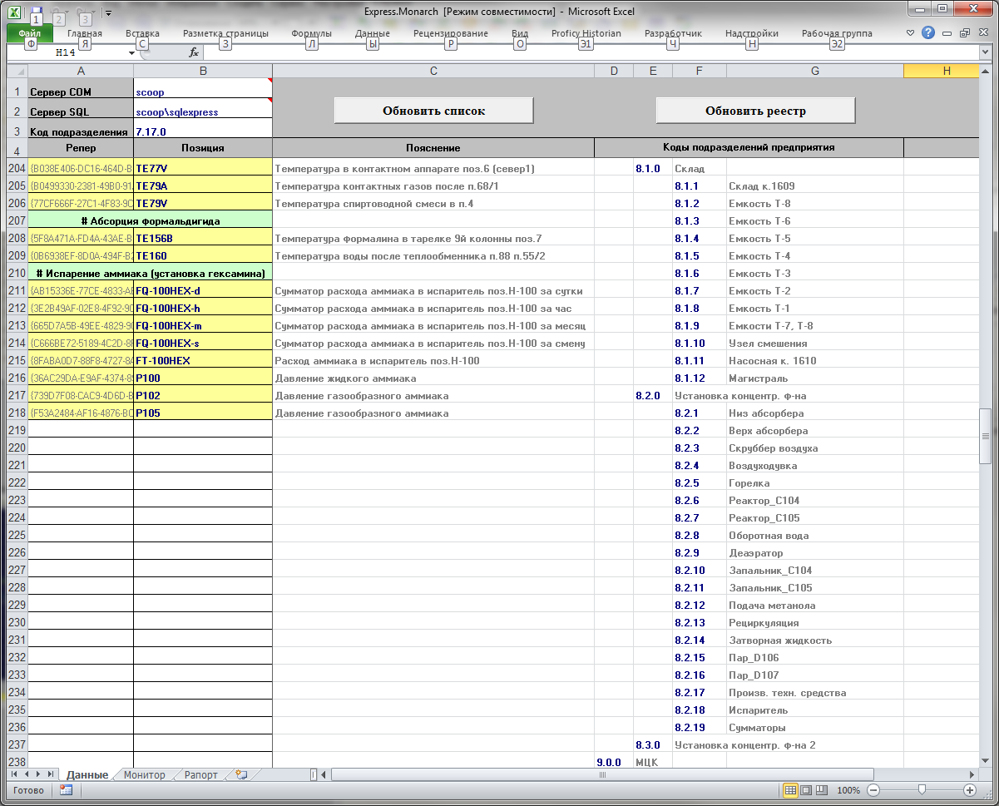 Express.Monarch [Режим совместимости] - Microsoft Excel
1 2 3
Файл Главная Вставка Разметка страницы Формулы Данные Рецензирование Вид Proficy Historian Разработчик Надстройки Рабочая группа
Ф Я С З Л Ы Р О Э1 Ч Н Э2
H14 fx
A B C D E F G H
1 Сервер COM scoop
2 Сервер SQL scoop\sqlexpress Обновить список Обновить реестр
3 Код подразделения 7.17.0
4 Репер Позиция Пояснение Коды подразделений предприятия
204 {B038E406-DC16-464D-B TE77V Температура в контактном аппарате поз.6 (север1) 8.1.0 Склад
205 {B0499330-2381-49B0-91 TE79A Температура контактных газов после п.68/1 8.1.1 Склад к.1609
206 {77CF666F-27C1-4F83-9C TE79V Температура спиртоводной смеси в п.4 8.1.2 Емкость Т-8
207 # Абсорция формальдигида 8.1.3 Емкость Т-6
208 {5F8A471A-FD4A-43AE-B TE156B Температура формалина в тарелке 9й колонны поз.7 8.1.4 Емкость Т-5
209 {0B6938EF-8D0A-494F-B2 TE160 Температура воды после теплообменника п.88 п.55/2 8.1.5 Емкость Т-4
210 # Испарение аммиака (установка гексамина) 8.1.6 Емкость Т-3
211 {AB15336E-77CE-4833-AB FQ-100HEX-d Сумматор расхода аммиака в испаритель поз.Н-100 за сутки 8.1.7 Емкость Т-2
212 {3E2B49AF-02E8-4F92-9C FQ-100HEX-h Сумматор расхода аммиака в испаритель поз.Н-100 за час 8.1.8 Емкость Т-1
213 {665D7A5B-49EE-4829-90 FQ-100HEX-m Сумматор расхода аммиака в испаритель поз.Н-100 за месяц 8.1.9 Емкости Т-7, Т-8
214 {C666BE72-5189-4C2D-8F FQ-100HEX-s Сумматор расхода аммиака в испаритель поз.Н-100 за смену 8.1.10 Узел смешения
215 {8FABA0D7-88F8-4727-8A FT-100HEX Расход аммиака в испаритель поз.Н-100 8.1.11 Насосная к. 1610
216 {36AC29DA-E9AF-4374-89 P100 Давление жидкого аммиака 8.1.12 Магистраль
217 {739D7F08-CAC9-4D6D-B P102 Давление газообразного аммиака 8.2.0 Установка концентр. ф-на
218 {F53A2484-AF16-4876-BC P105 Давление газообразного аммиака 8.2.1 Низ абсорбера
219 8.2.2 Верх абсорбера
220 8.2.3 Скруббер воздуха
221 8.2.4 Воздуходувка
222 8.2.5 Горелка
223 8.2.6 Реактор_С104
224 8.2.7 Реактор_С105
225 8.2.8 Оборотная вода
226 8.2.9 Деаэратор
227 8.2.10 Запальник_С104
228 8.2.11 Запальник_С105
229 8.2.12 Подача метанола
230 8.2.13 Рециркуляция
231 8.2.14 Затворная жидкость
232 8.2.15 Пар_D106
233 8.2.16 Пар_D107
234 8.2.17 Произв. техн. средства
235 8.2.18 Испаритель
236 8.2.19 Сумматоры
237 8.3.0 Установка концентр. ф-на 2
238 9.0.0 МЦК
Данные Монитор Рапорт
Готово 100%